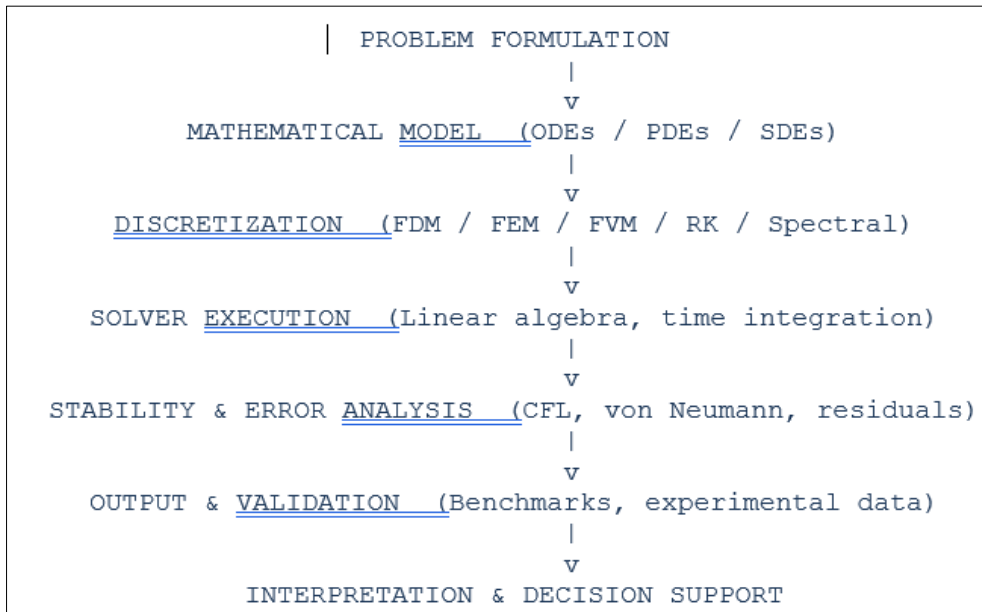 PROBLEM FORMULATION
|
v
MATHEMATICAL MODEL  (ODEs / PDEs / SDEs)
|
v
DISCRETIZATION  (FDM / FEM / FVM / RK / Spectral)
|
v
SOLVER EXECUTION  (Linear algebra, time integration)
|
v
STABILITY & ERROR ANALYSIS  (CFL, von Neumann, residuals)
|
v
OUTPUT & VALIDATION  (Benchmarks, experimental data)
|
v
INTERPRETATION & DECISION SUPPORT